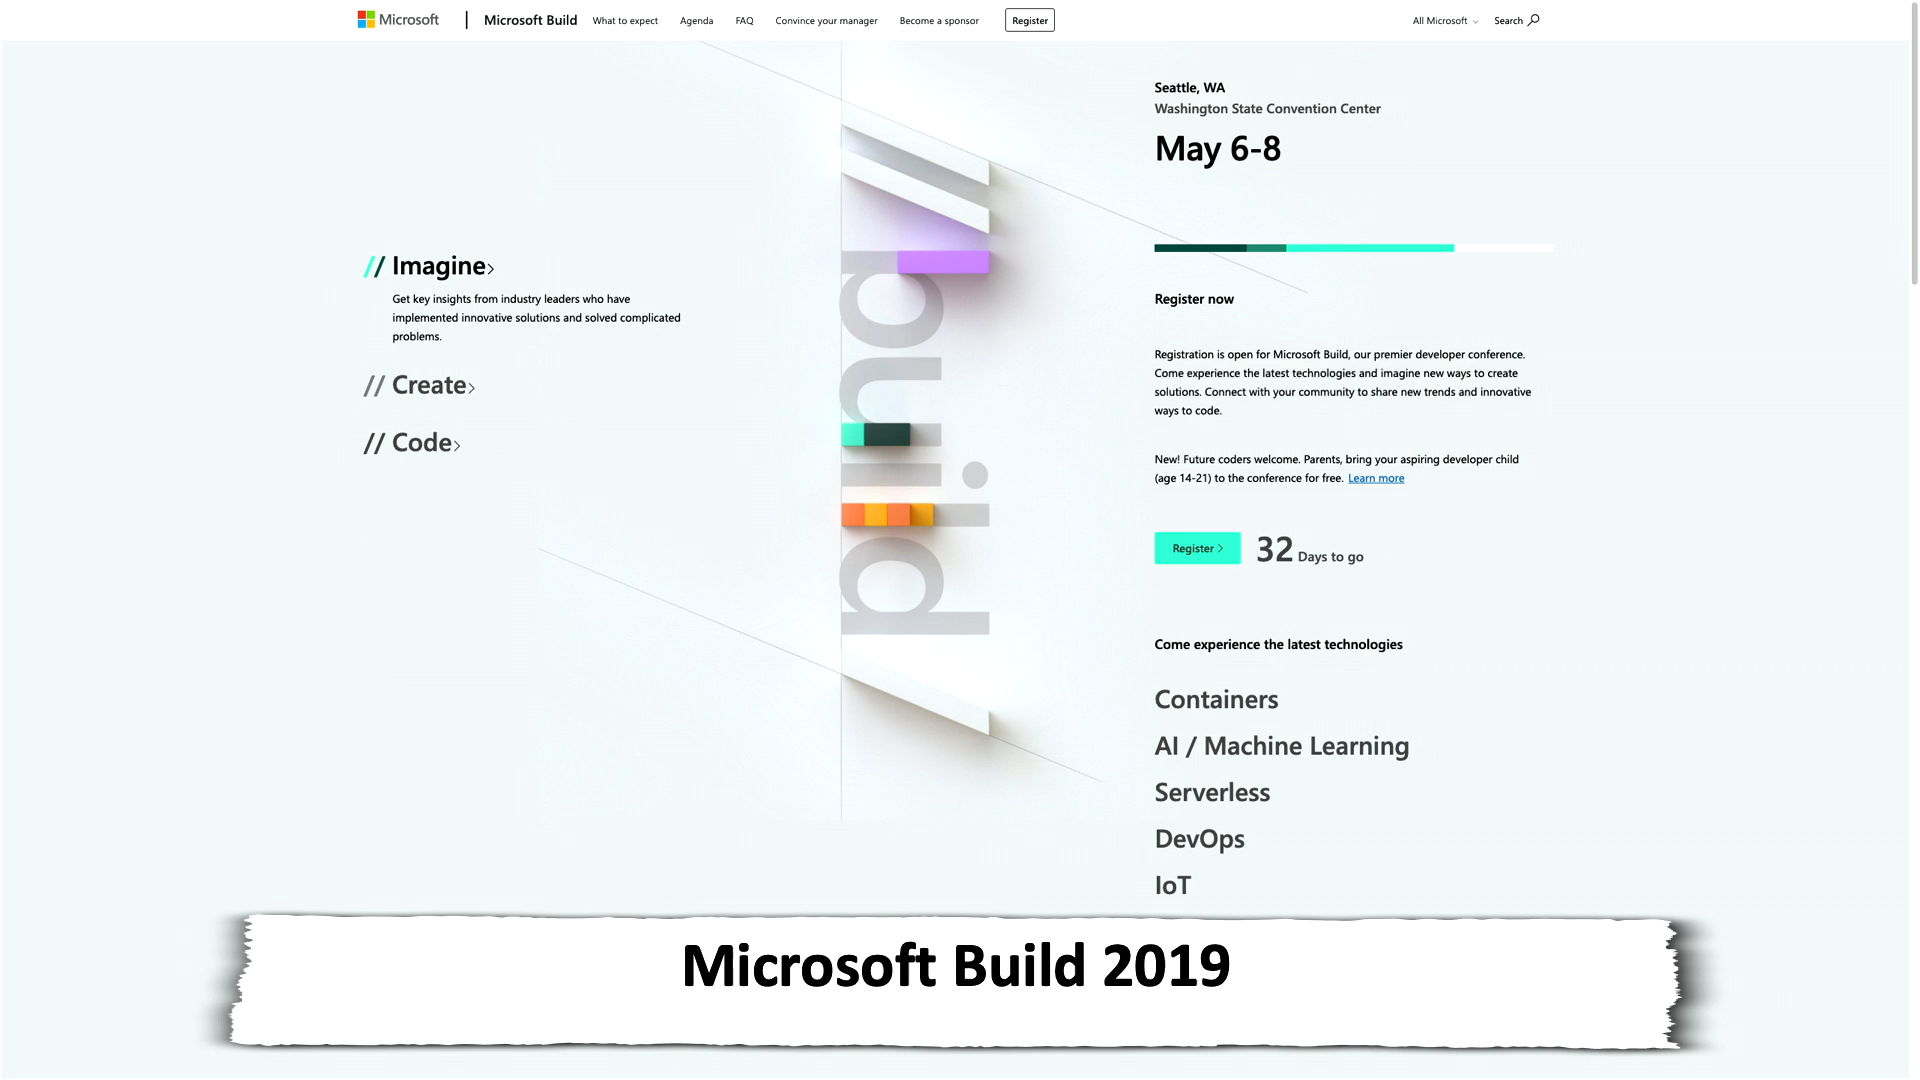 Microsoft | Microsoft Build What to expect Agenda FAQ Convince your manager Become a sponsor Register All Microsoft Search
Seattle, WA
Washington State Convention Center
May 6-8
// Imagine>
Get key insights from industry leaders who have
implemented innovative solutions and solved complicated
problems.
// Create>
// Code>
// build
Register now
Registration is open for Microsoft Build, our premier developer conference.
Come experience the latest technologies and imagine new ways to create
solutions. Connect with your community to share new trends and innovative
ways to code.
New! Future coders welcome. Parents, bring your aspiring developer child
(age 14-21) to the conference for free. Learn more
Register > 32 Days to go
Come experience the latest technologies
Containers
AI / Machine Learning
Serverless
DevOps
IoT
Microsoft Build 2019